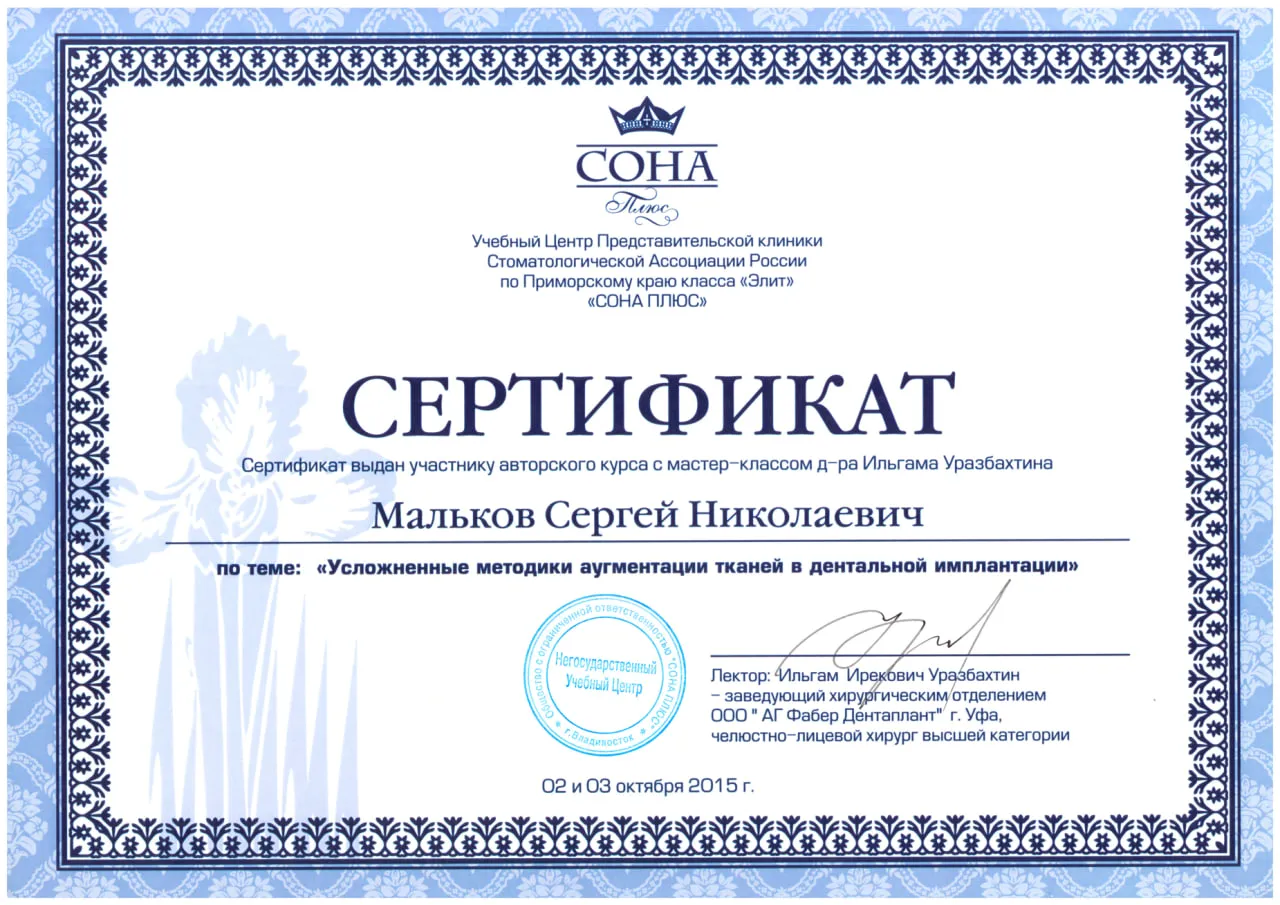 СОНА
Плюс
Учебный Центр Представительской клиники
Стоматологической Ассоциации России
по Приморскому краю класса «Элит»
«СОНА ПЛЮС»
СЕРТИФИКАТ
Сертификат выдан участнику авторского курса с мастер-классом д-ра Ильгама Уразбахтина
Мальков Сергей Николаевич
по теме: «Усложненные методики аугментации тканей в дентальной имплантации»
Общество с ограниченной ответственностью "СОНА ПЛЮС"
Негосударственный
Учебный Центр
г.Владивосток
Лектор: Ильгам Ирекович Уразбахтин
– заведующий хирургическим отделением
ООО " АГ Фабер Дентаплант" г. Уфа,
челюстно-лицевой хирург высшей категории
02 и 03 октября 2015 г.